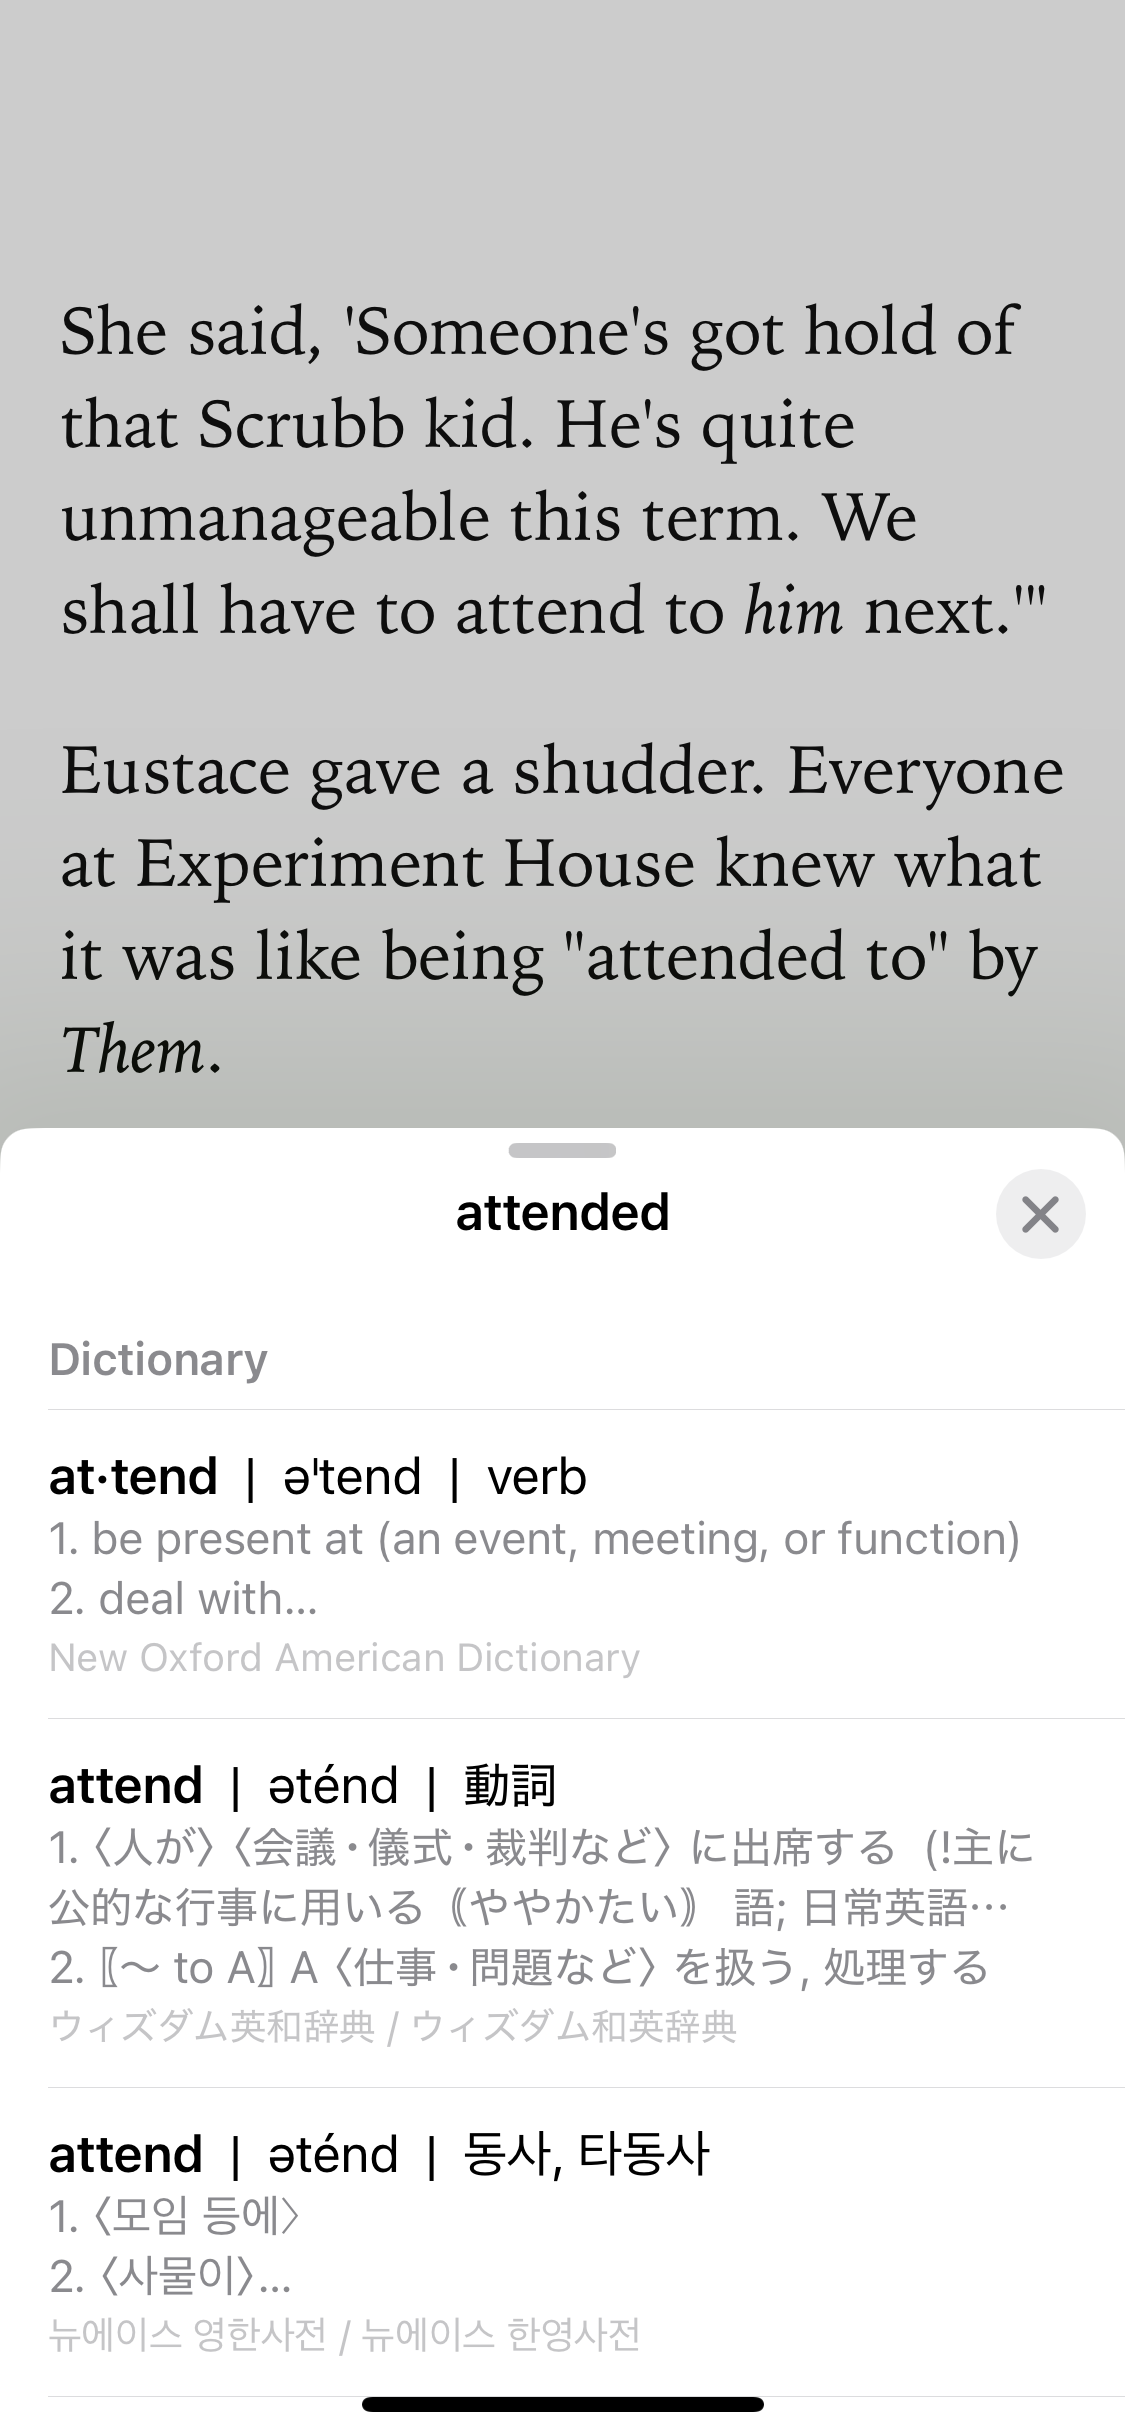 She said, 'Someone's got hold of
that Scrubb kid. He's quite
unmanageable this term. We
shall have to attend to him next.'"
Eustace gave a shudder. Everyone
at Experiment House knew what
it was like being "attended to" by
Them.
attended
Dictionary
at·tend | əˈtend | verb
1. be present at (an event, meeting, or function)
2. deal with...
New Oxford American Dictionary
attend | əténd | 動詞
1.〈人が〉〈会議・儀式・裁判など〉に出席する (!主に
公的な行事に用いる⟪ややかたい⟫ 語; 日常英語…
2.〖〜 to A〗A〈仕事・問題など〉を扱う, 処理する
ウィズダム英和辞典 / ウィズダム和英辞典
attend | əténd | 동사, 타동사
1. 〈모임 등에〉
2. 〈사물이〉...
뉴에이스 영한사전 / 뉴에이스 한영사전